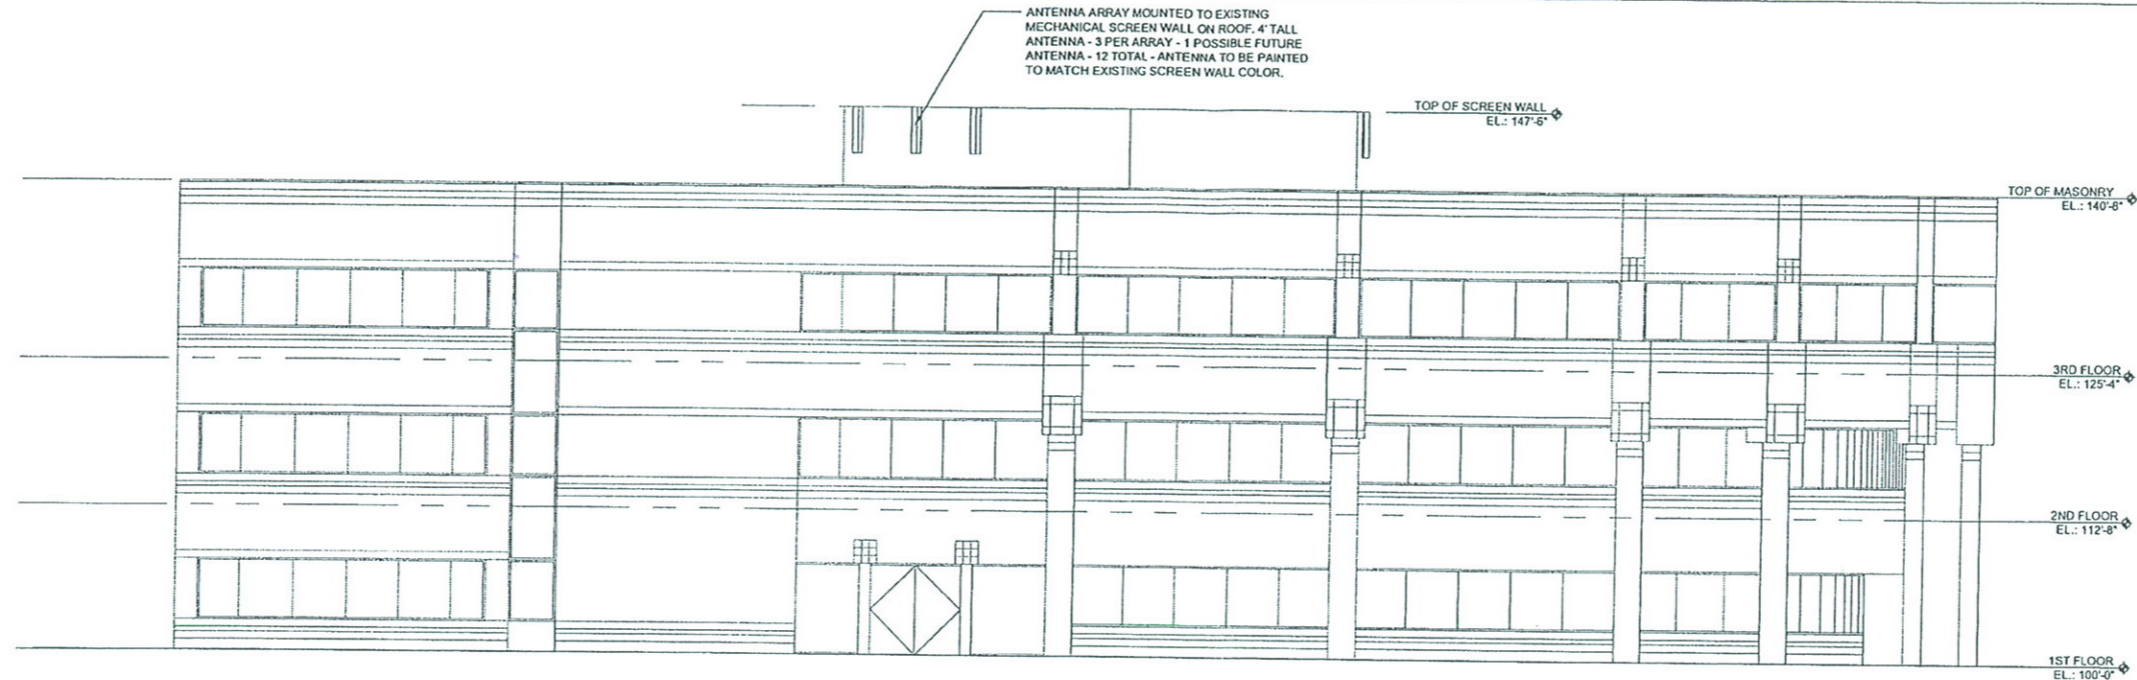 ANTENNA ARRAY MOUNTED TO EXISTING
MECHANICAL SCREEN WALL ON ROOF. 4' TALL
ANTENNA - 3 PER ARRAY - 1 POSSIBLE FUTURE
ANTENNA - 12 TOTAL - ANTENNA TO BE PAINTED
TO MATCH EXISTING SCREEN WALL COLOR.
TOP OF SCREEN WALL
EL.: 147'-6"
TOP OF MASONRY
EL.: 140'-8"
3RD FLOOR
EL.: 125'-4"
2ND FLOOR
EL.: 112'-8"
1ST FLOOR
EL.: 100'-0"